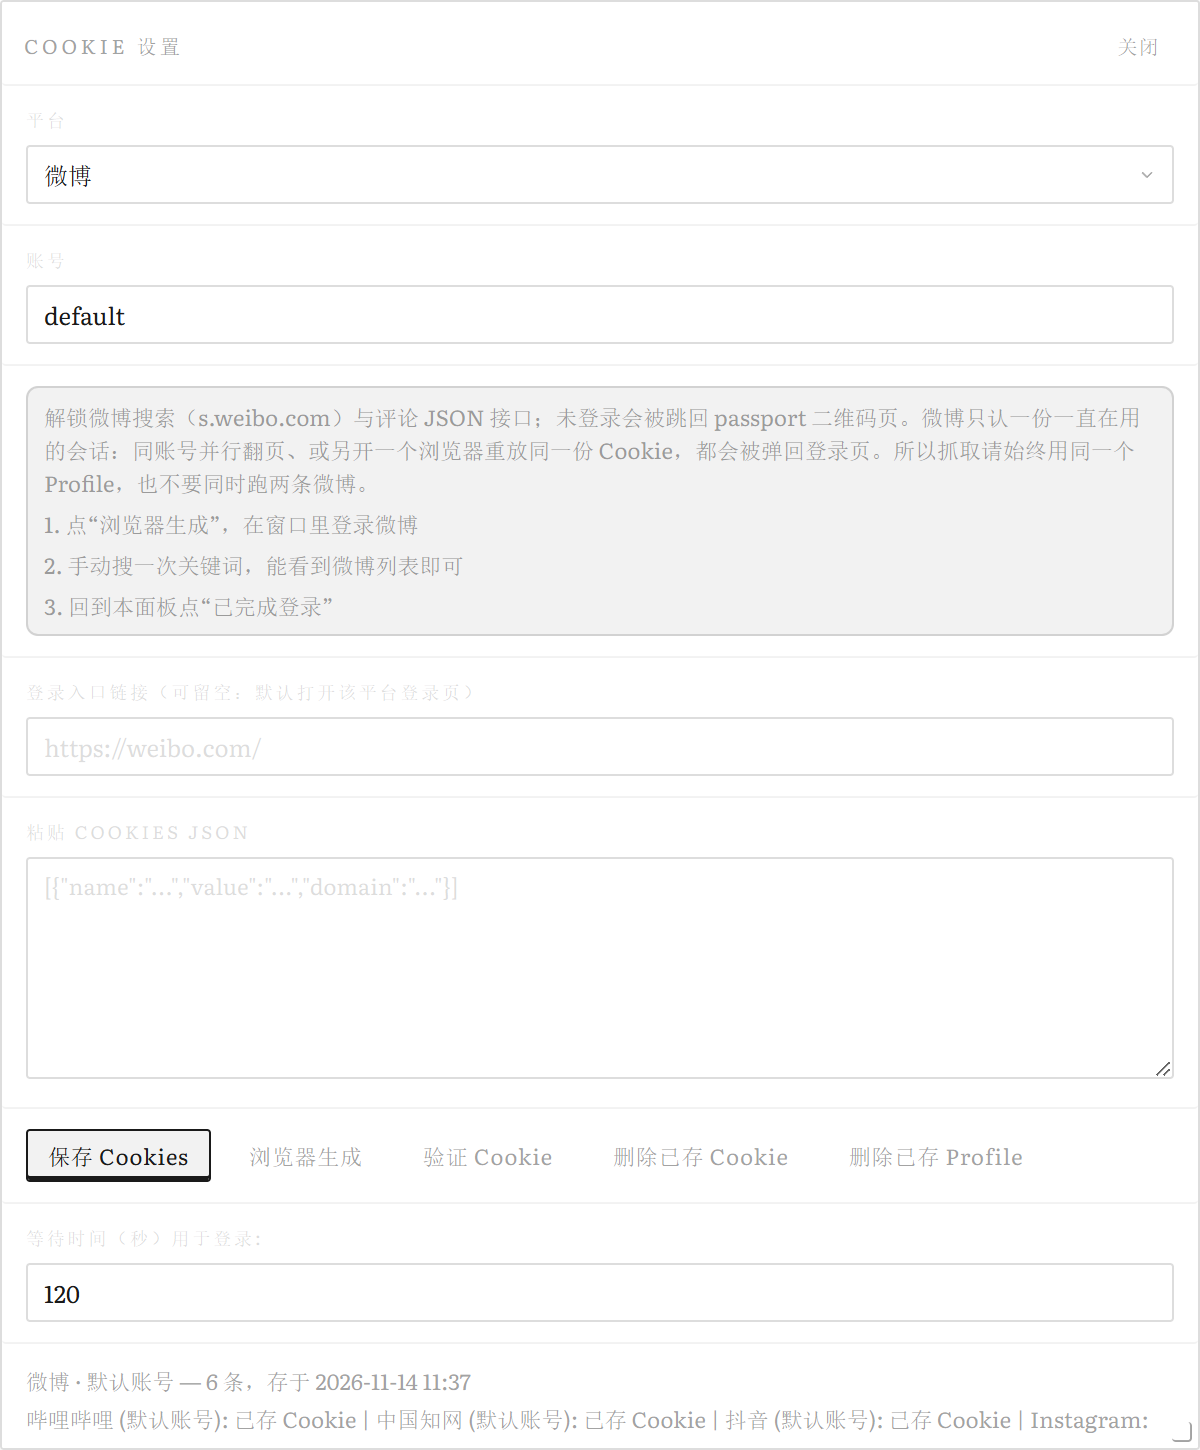 COOKIE 设置
关闭
平台
微博
账号
default
解锁微博搜索（s.weibo.com）与评论 JSON 接口；未登录会被跳回 passport 二维码页。微博只认一份一直在用
的会话：同账号并行翻页、或另开一个浏览器重放同一份 Cookie，都会被弹回登录页。所以抓取请始终用同一个
Profile，也不要同时跑两条微博。
1. 点“浏览器生成”，在窗口里登录微博
2. 手动搜一次关键词，能看到微博列表即可
3. 回到本面板点“已完成登录”
登录入口链接（可留空：默认打开该平台登录页）
https://weibo.com/
粘贴 COOKIES JSON
[{"name":"...","value":"...","domain":"..."}]
保存 Cookies
浏览器生成
验证 Cookie
删除已存 Cookie
删除已存 Profile
等待时间（秒）用于登录:
120
微博 · 默认账号 — 6 条，存于 2026-11-14 11:37
哔哩哔哩 (默认账号): 已存 Cookie | 中国知网 (默认账号): 已存 Cookie | 抖音 (默认账号): 已存 Cookie | Instagram: